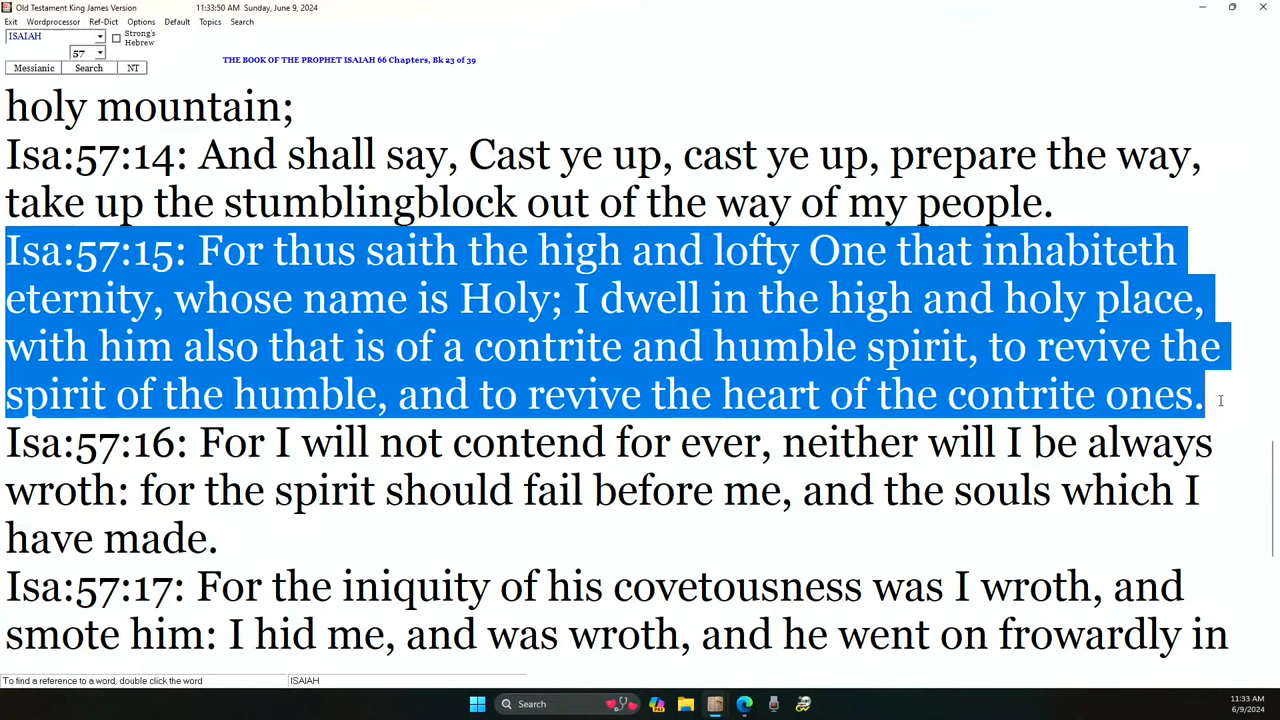 Old Testament King James Version 11:33:50 AM Sunday, June 9, 2024
Exit Wordprocessor Ref-Dict Options Default Topics Search
ISAIAH
Strong's
Hebrew
57
Messianic Search NT
THE BOOK OF THE PROPHET ISAIAH 66 Chapters, Bk 23 of 39
holy mountain;
Isa:57:14: And shall say, Cast ye up, cast ye up, prepare the way,
take up the stumblingblock out of the way of my people.
Isa:57:15: For thus saith the high and lofty One that inhabiteth
eternity, whose name is Holy; I dwell in the high and holy place,
with him also that is of a contrite and humble spirit, to revive the
spirit of the humble, and to revive the heart of the contrite ones.
Isa:57:16: For I will not contend for ever, neither will I be always
wroth: for the spirit should fail before me, and the souls which I
have made.
Isa:57:17: For the iniquity of his covetousness was I wroth, and
smote him: I hid me, and was wroth, and he went on frowardly in
To find a reference to a word, double click the word
ISAIAH
Search
11:33 AM
6/9/2024